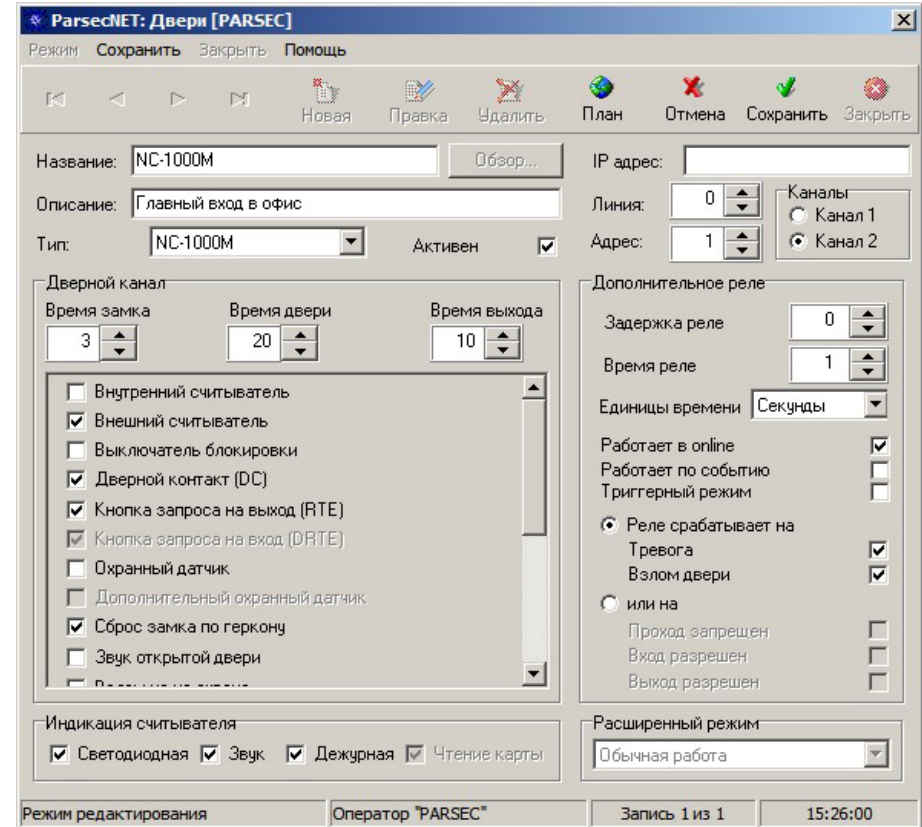 ParsecNET: Двери [PARSEC]
Режим Сохранить Закрыть Помощь
Новая Правка Удалить План Отмена Сохранить Закрыть
Название: NC-1000M Обзор... IP адрес:
Описание: Главный вход в офис Линия: 0 Каналы
Канал 1
Тип: NC-1000M Активен Адрес: 1 Канал 2
Дверной канал
Время замка Время двери Время выхода
3 20 10
Внутренний считыватель
Внешний считыватель
Выключатель блокировки
Дверной контакт (DC)
Кнопка запроса на выход (RTE)
Кнопка запроса на вход (DRTE)
Охранный датчик
Дополнительный охранный датчик
Сброс замка по геркону
Звук открытой двери
Дополнительное реле
Задержка реле 0
Время реле 1
Единицы времени Секунды
Работает в online
Работает по событию
Триггерный режим
Реле срабатывает на
Тревога
Взлом двери
или на
Проход запрещен
Вход разрешен
Выход разрешен
Индикация считывателя
Светодиодная Звук Дежурная Чтение карты
Расширенный режим
Обычная работа
Режим редактирования Оператор "PARSEC" Запись 1 из 1 15:26:00